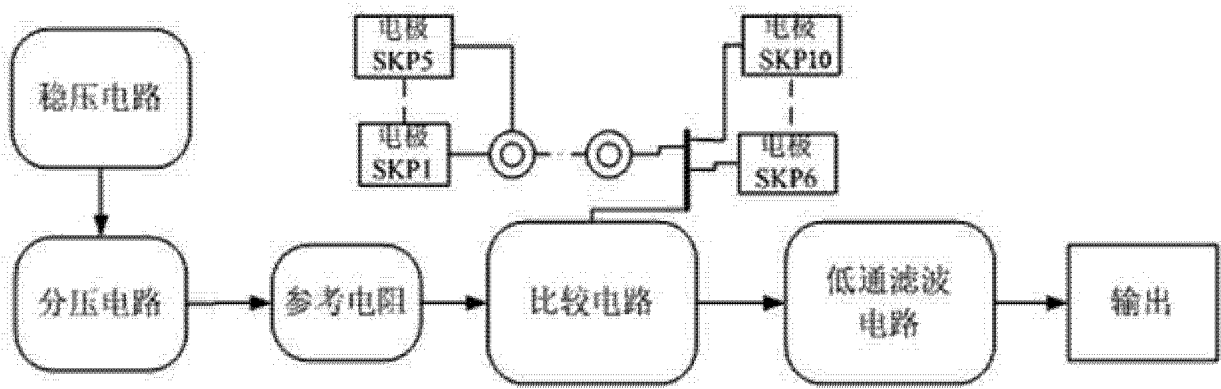 稳压电路
电极
SKP5
电极
SKP10
电极
SKP1
电极
SKP6
分压电路
参考电阻
比较电路
低通滤波
电路
输出